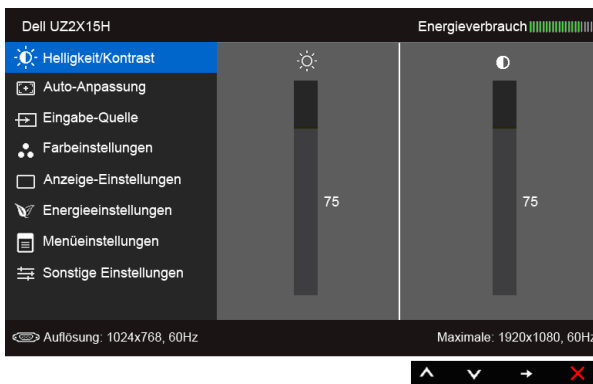 Dell UZ2X15H
Energieverbrauch
Helligkeit/Kontrast
Auto-Anpassung
Eingabe-Quelle
Farbeinstellungen
Anzeige-Einstellungen
Energieeinstellungen
Menüeinstellungen
Sonstige Einstellungen
75
75
Auflösung: 1024x768, 60Hz
Maximale: 1920x1080, 60Hz